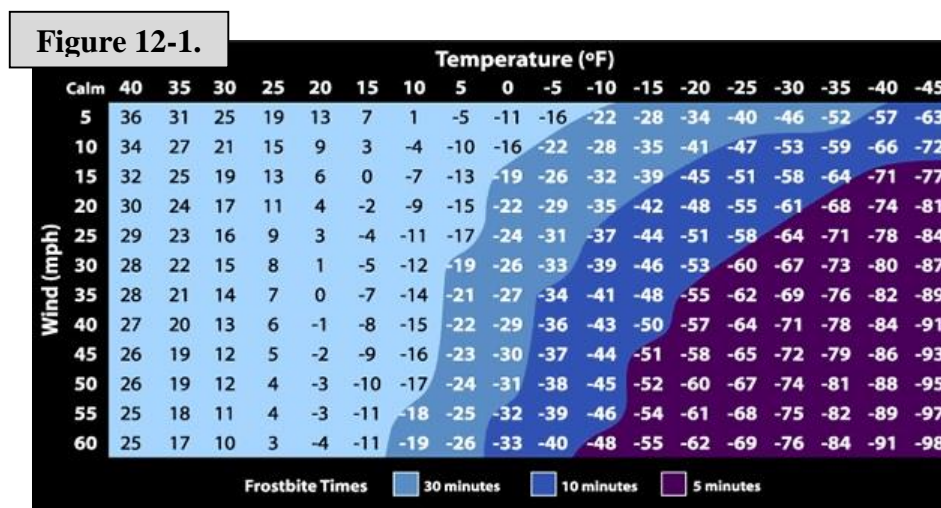 Figure 12-1.
Temperature (ºF)
Calm 40 35 30 25 20 15 10 5 0 -5 -10 -15 -20 -25 -30 -35 -40 -45
Wind (mph)
5 36 31 25 19 13 7 1 -5 -11 -16 -22 -28 -34 -40 -46 -52 -57 -63
10 34 27 21 15 9 3 -4 -10 -16 -22 -28 -35 -41 -47 -53 -59 -66 -72
15 32 25 19 13 6 0 -7 -13 -19 -26 -32 -39 -45 -51 -58 -64 -71 -77
20 30 24 17 11 4 -2 -9 -15 -22 -29 -35 -42 -48 -55 -61 -68 -74 -81
25 29 23 16 9 3 -4 -11 -17 -24 -31 -37 -44 -51 -58 -64 -71 -78 -84
30 28 22 15 8 1 -5 -12 -19 -26 -33 -39 -46 -53 -60 -67 -73 -80 -87
35 28 21 14 7 0 -7 -14 -21 -27 -34 -41 -48 -55 -62 -69 -76 -82 -89
40 27 20 13 6 -1 -8 -15 -22 -29 -36 -43 -50 -57 -64 -71 -78 -84 -91
45 26 19 12 5 -2 -9 -16 -23 -30 -37 -44 -51 -58 -65 -72 -79 -86 -93
50 26 19 12 4 -3 -10 -17 -24 -31 -38 -45 -52 -60 -67 -74 -81 -88 -95
55 25 18 11 4 -3 -11 -18 -25 -32 -39 -46 -54 -61 -68 -75 -82 -89 -97
60 25 17 10 3 -4 -11 -19 -26 -33 -40 -48 -55 -62 -69 -76 -84 -91 -98
Frostbite Times 30 minutes 10 minutes 5 minutes